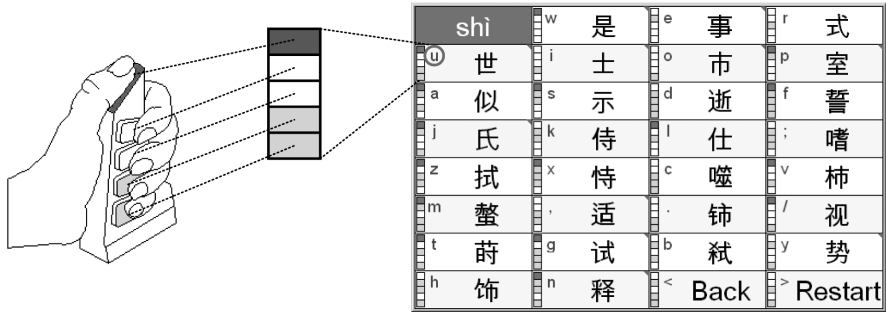 shì w 是 e 事 r 式
u 世 i 士 o 市 p 室
a 似 s 示 d 逝 f 誓
j 氏 k 侍 l 仕 ; 嗜
z 拭 x 恃 c 噬 v 柿
m 螫 , 适 . 铈 / 视
t 莳 g 试 b 弑 y 势
h 饰 n 释 < Back > Restart